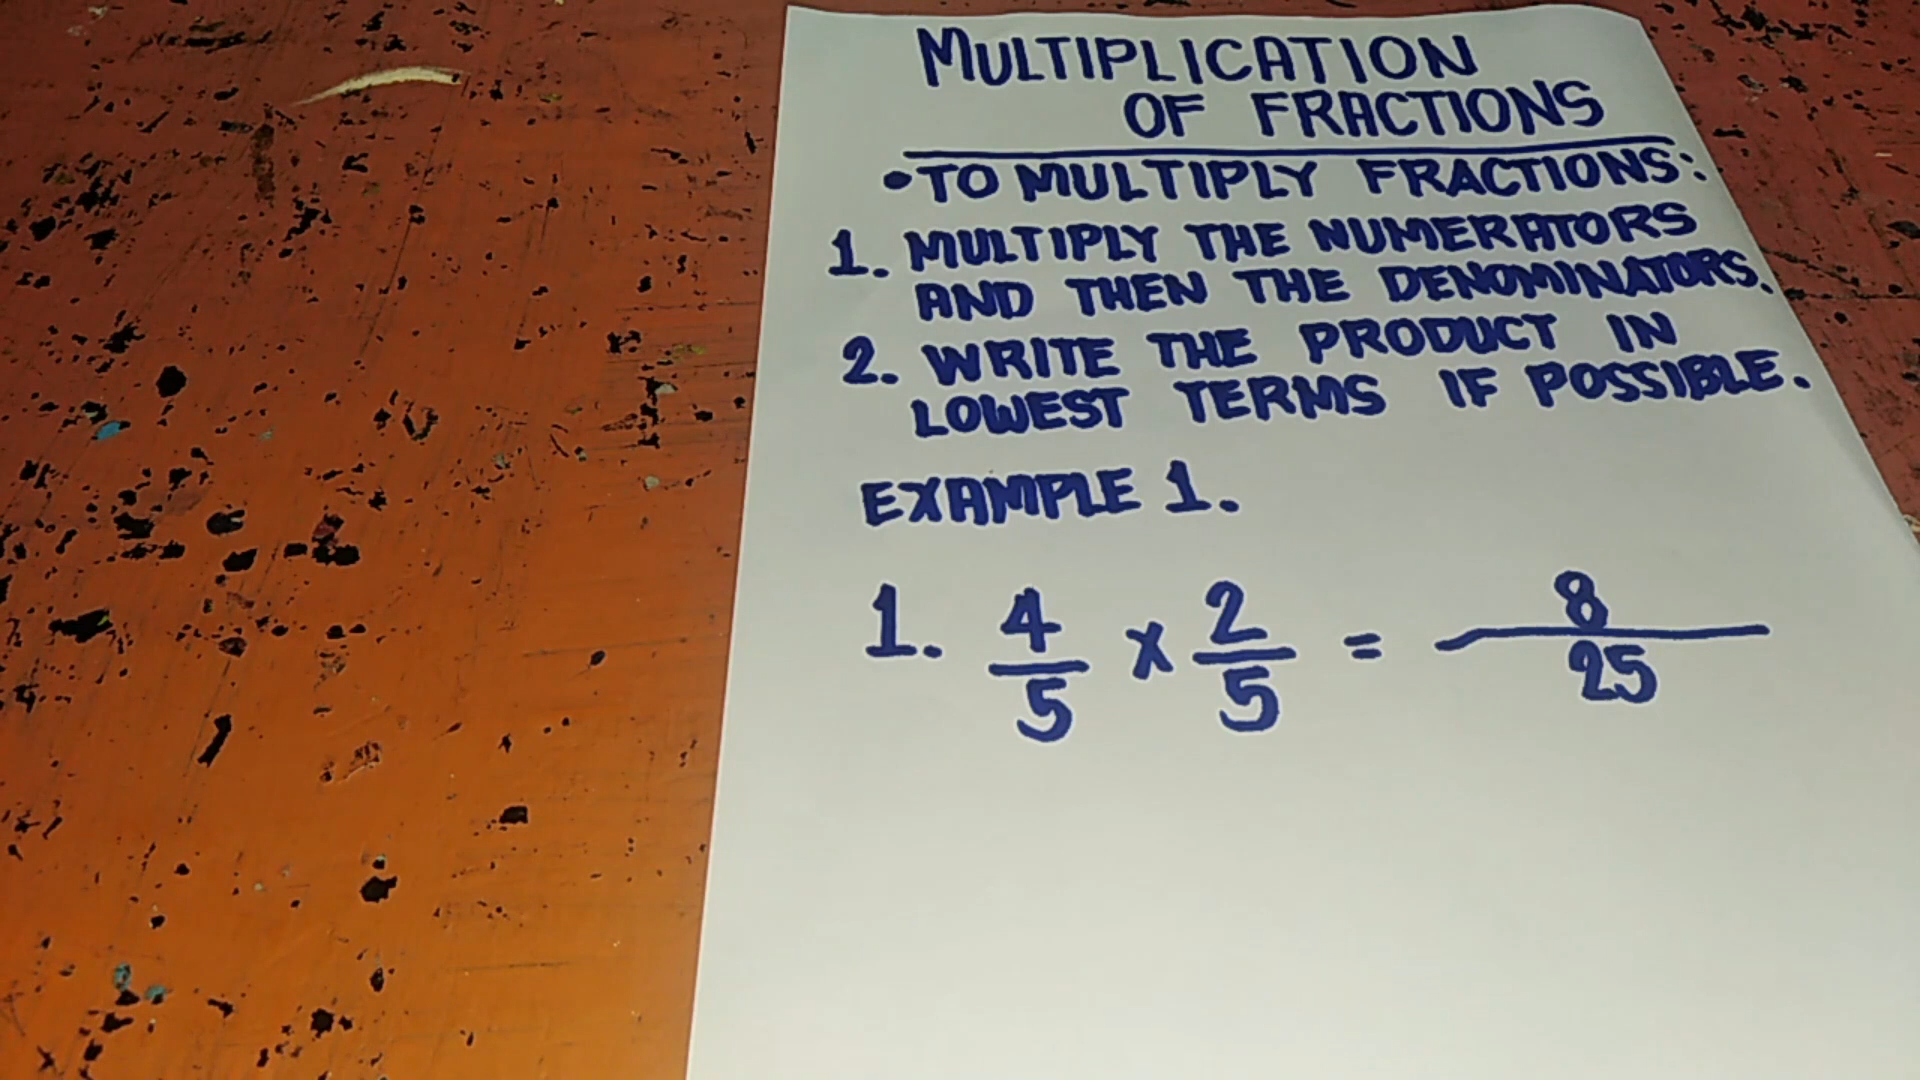 MULTIPLICATION
OF FRACTIONS
•TO MULTIPLY FRACTIONS:
1. MULTIPLY THE NUMERATORS
AND THEN THE DENOMINATORS.
2. WRITE THE PRODUCT IN
LOWEST TERMS IF POSSIBLE.
EXAMPLE 1.
1. 4/5 x 2/5 = 8/25